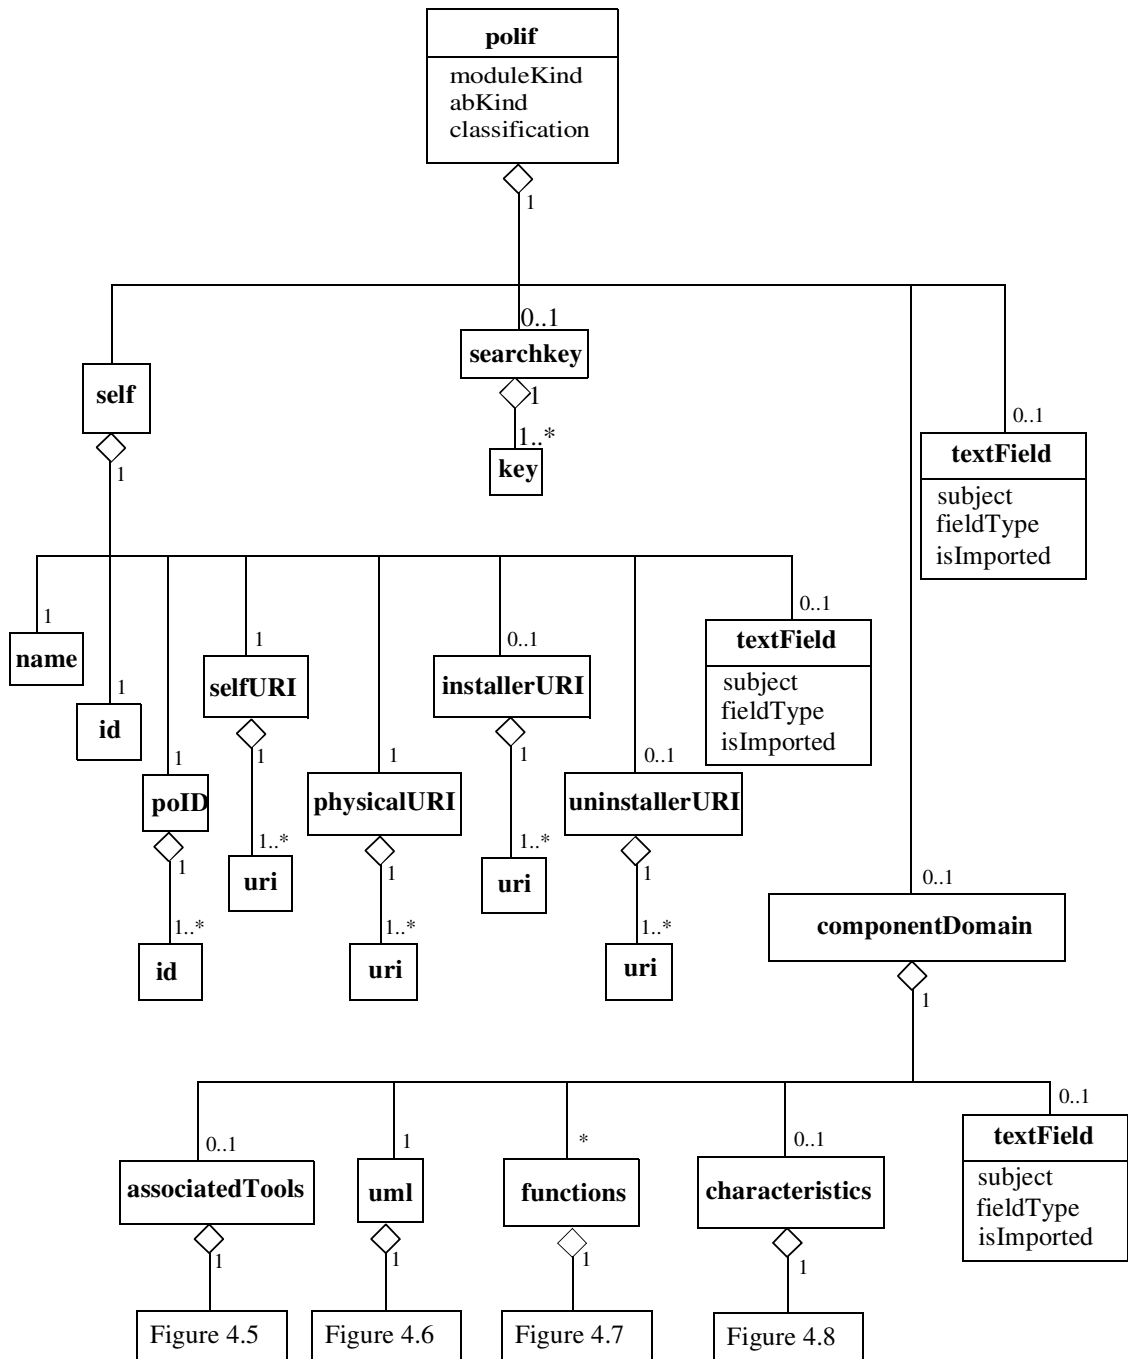 polif
moduleKind
abKind
classification
1
0..1
searchkey
1
1..*
key
self
1
0..1
textField
subject
fieldType
isImported
1
name
1
id
1
poID
1
1..*
id
1
selfURI
1
1..*
uri
1
physicalURI
1
1..*
uri
0..1
installerURI
1
1..*
uri
0..1
uninstallerURI
1
1..*
uri
0..1
textField
subject
fieldType
isImported
0..1
componentDomain
1
0..1
associatedTools
1
Figure 4.5
1
uml
1
Figure 4.6
*
functions
1
Figure 4.7
0..1
characteristics
1
Figure 4.8
0..1
textField
subject
fieldType
isImported